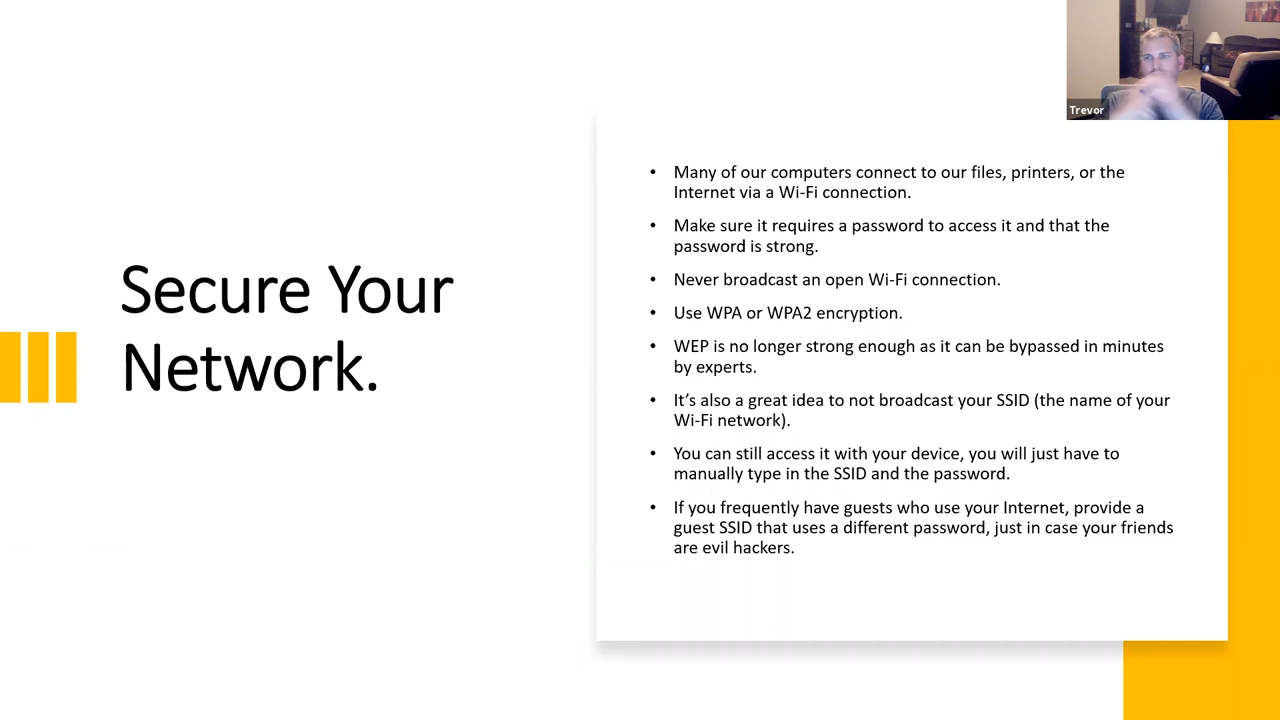 Trevor
Secure Your
Network.
• Many of our computers connect to our files, printers, or the
Internet via a Wi-Fi connection.
• Make sure it requires a password to access it and that the
password is strong.
• Never broadcast an open Wi-Fi connection.
• Use WPA or WPA2 encryption.
• WEP is no longer strong enough as it can be bypassed in minutes
by experts.
• It’s also a great idea to not broadcast your SSID (the name of your
Wi-Fi network).
• You can still access it with your device, you will just have to
manually type in the SSID and the password.
• If you frequently have guests who use your Internet, provide a
guest SSID that uses a different password, just in case your friends
are evil hackers.